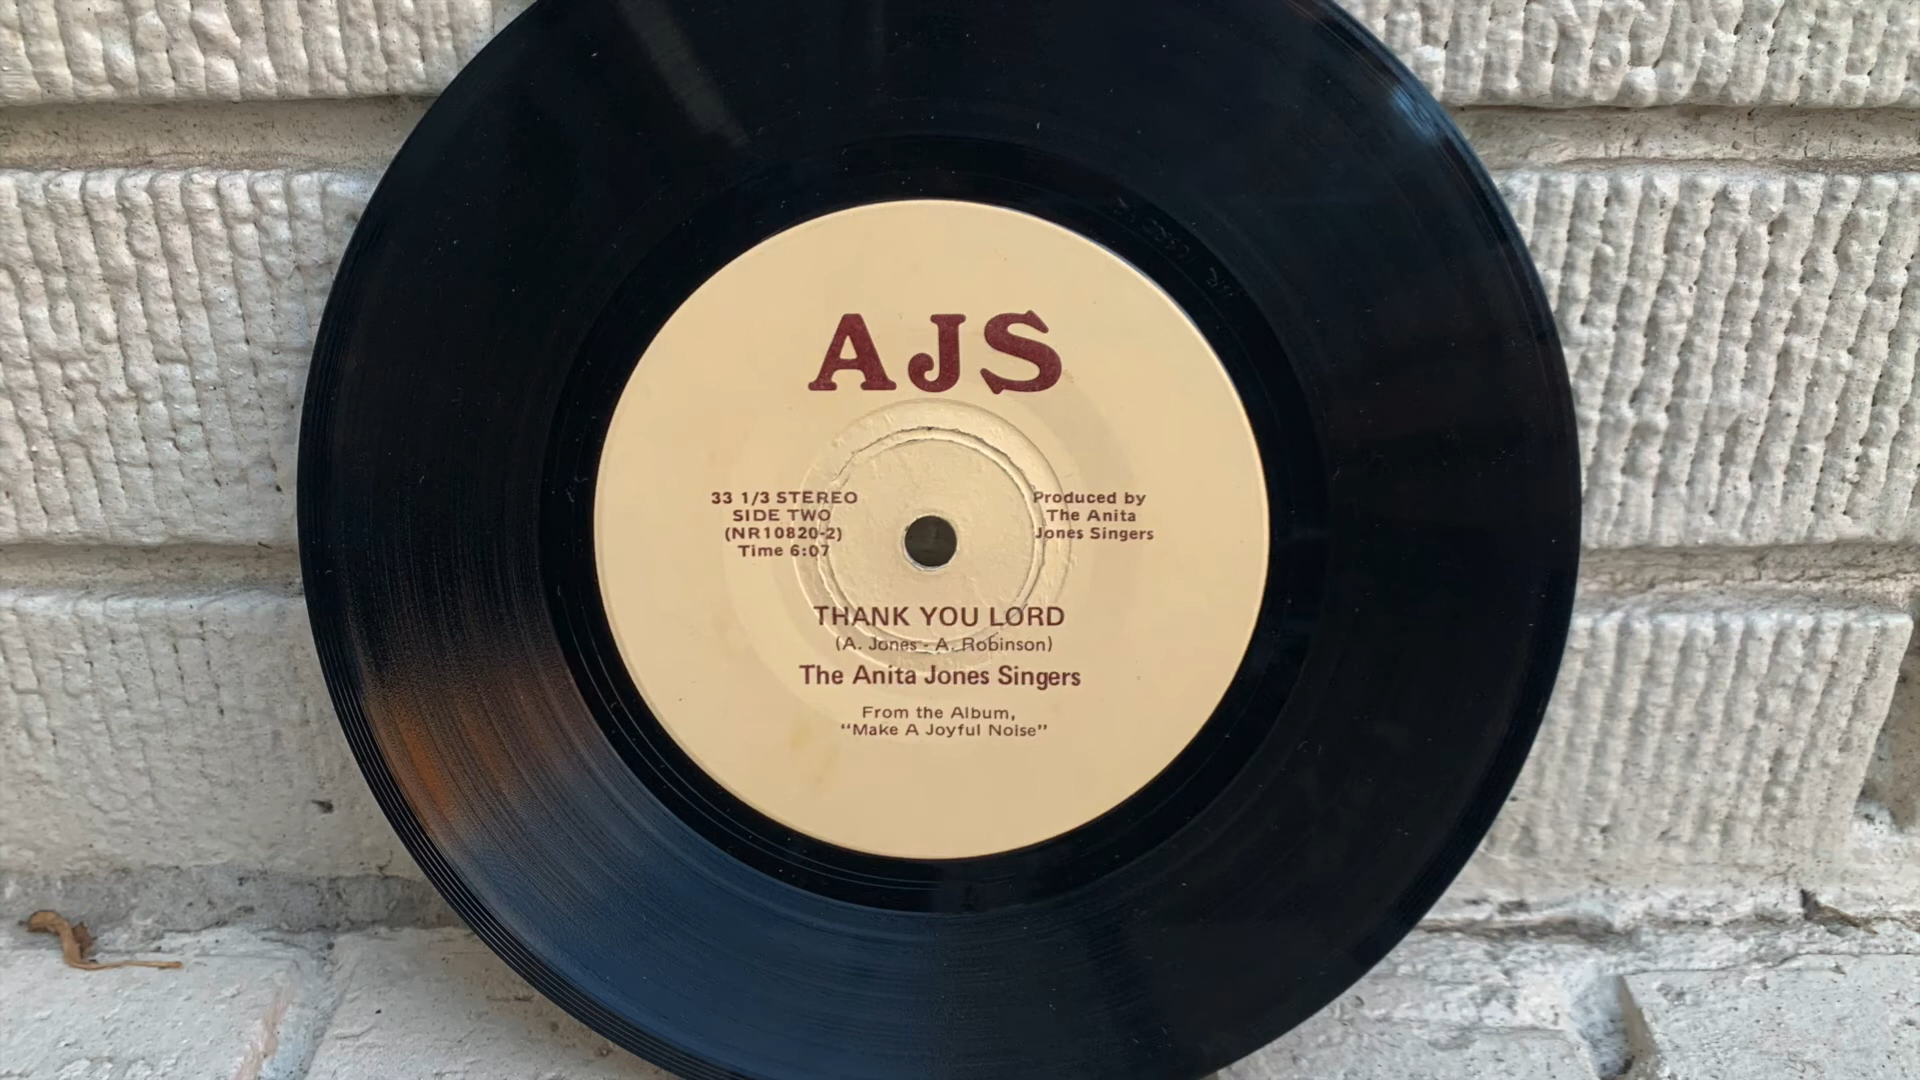 AJS
33 1/3 STEREO
SIDE TWO
(NR10820-2)
Time 6:07
Produced by
The Anita
Jones Singers
THANK YOU LORD
(A. Jones - A. Robinson)
The Anita Jones Singers
From the Album,
“Make A Joyful Noise”